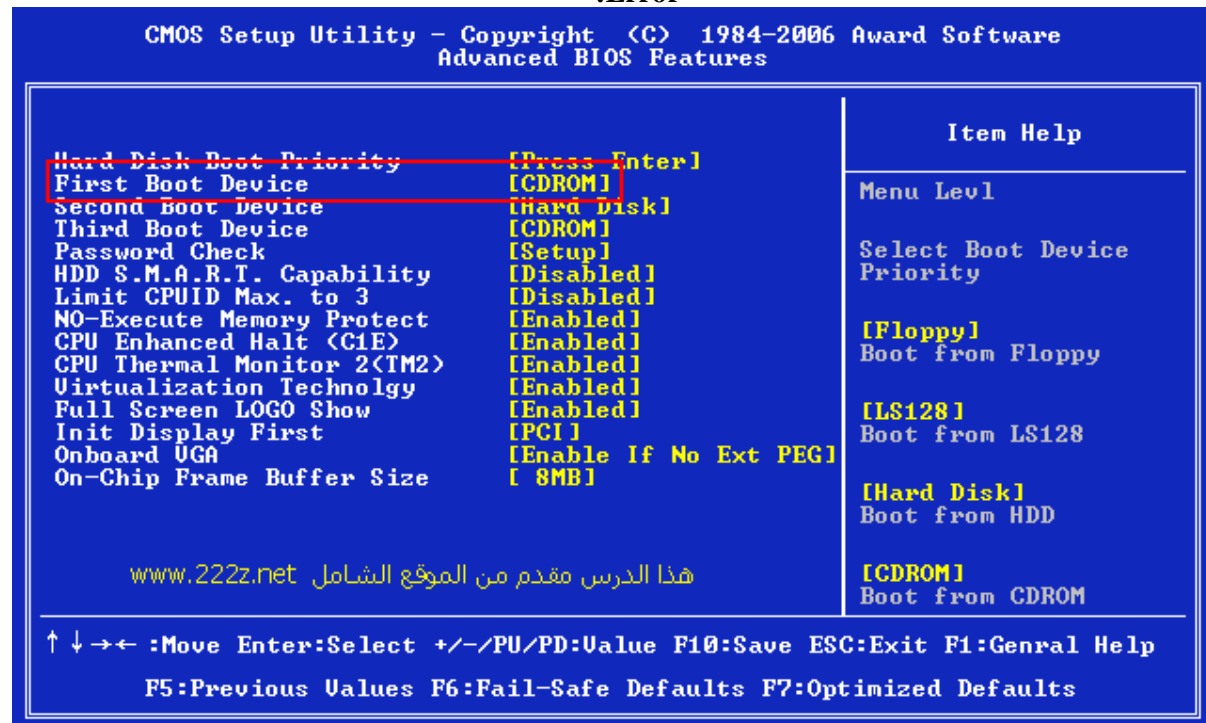 :Error
CMOS Setup Utility - Copyright (C) 1984-2006 Award Software
Advanced BIOS Features
Item Help
Hard Disk Boot Priority [Press Enter]
First Boot Device [CDROM]
Second Boot Device [Hard Disk]
Third Boot Device [CDROM]
Password Check [Setup]
HDD S.M.A.R.T. Capability [Disabled]
Limit CPUID Max. to 3 [Disabled]
NO-Execute Memory Protect [Enabled]
CPU Enhanced Halt (C1E) [Enabled]
CPU Thermal Monitor 2(TM2) [Enabled]
Virtualization Technolgy [Enabled]
Full Screen LOGO Show [Enabled]
Init Display First [PCI]
Onboard VGA [Enable If No Ext PEG]
On-Chip Frame Buffer Size [ 8MB]
Menu Levl
Select Boot Device
Priority
[Floppy]
Boot from Floppy
[LS128]
Boot from LS128
[Hard Disk]
Boot from HDD
[CDROM]
Boot from CDROM
هذا الدرس مقدم من الموقع الشامل www.222z.net
↑↓→← :Move Enter:Select +/-/PU/PD:Value F10:Save ESC:Exit F1:Genral Help
F5:Previous Values F6:Fail-Safe Defaults F7:Optimized Defaults